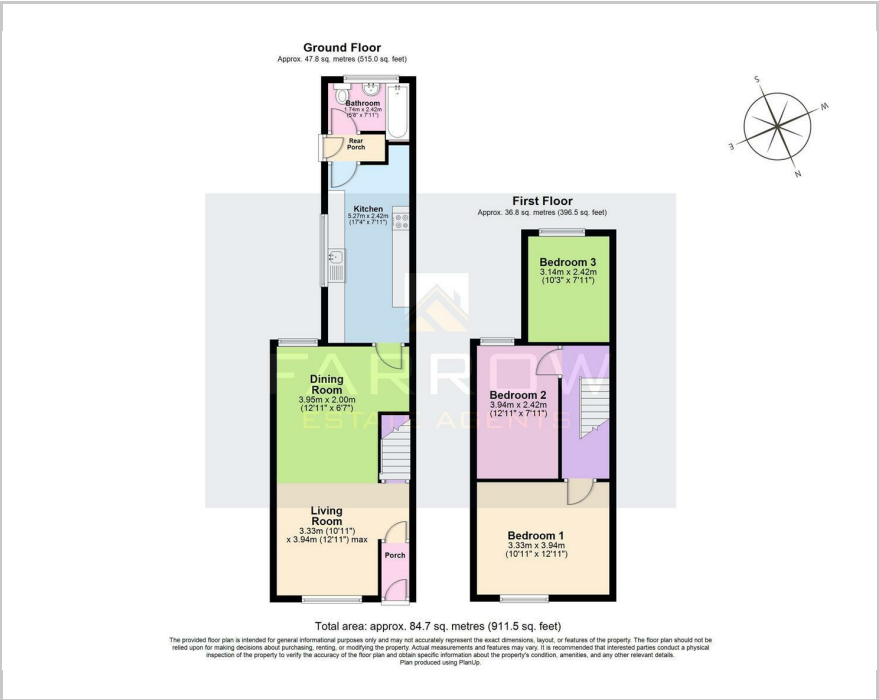 Ground Floor
Approx. 47.8 sq. metres (515.0 sq. feet)
Bathroom
1.74m x 2.42m
(5'8" x 7'11")
Rear
Porch
Kitchen
5.27m x 2.42m
(17'4" x 7'11")
Dining
Room
3.95m x 2.00m
(12'11" x 6'7")
Living
Room
3.33m (10'11")
x 3.94m (12'11") max
Porch
S
W
E
N
First Floor
Approx. 36.8 sq. metres (396.5 sq. feet)
Bedroom 3
3.14m x 2.42m
(10'3" x 7'11")
Bedroom 2
3.94m x 2.42m
(12'11" x 7'11")
Bedroom 1
3.33m x 3.94m
(10'11" x 12'11")
FARROW
ESTATE AGENTS
Total area: approx. 84.7 sq. metres (911.5 sq. feet)
The provided floor plan is intended for general informational purposes only and may not accurately represent the exact dimensions, layout, or features of the property. The floor plan should not be
relied upon for making decisions about purchasing, renting, or modifying the property. Actual measurements and features may vary. It is recommended that interested parties conduct a physical
inspection of the property to verify the accuracy of the floor plan and obtain specific information about the property's condition, amenities, and any other relevant details.
Plan produced using PlanUp.